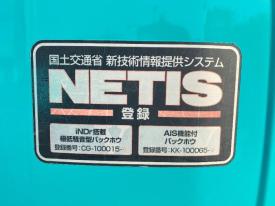 国土交通省 新技術情報提供システム
NETIS
登録
iNDr搭載
極低騒音型バックホウ
登録番号:CG-100015-
AIS機能付
バックホウ
登録番号:KK-100065-